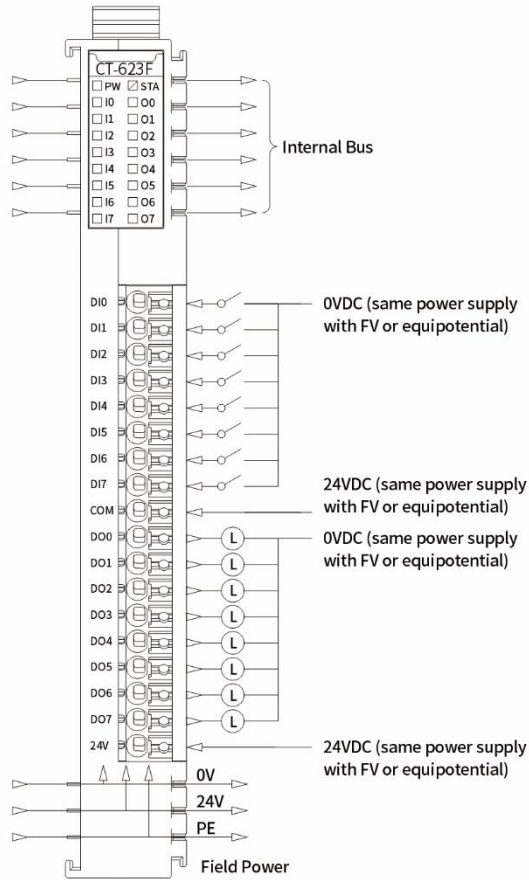 CT-623F
PW STA
I0 O0
I1 O1
I2 O2
I3 O3
I4 O4
I5 O5
I6 O6
I7 O7
Internal Bus
DI0
0VDC (same power supply
with FV or equipotential)
DI1
DI2
DI3
DI4
DI5
DI6
DI7
24VDC (same power supply
with FV or equipotential)
COM
DO0
0VDC (same power supply
with FV or equipotential)
DO1
DO2
DO3
DO4
DO5
DO6
DO7
L
L
L
L
L
L
L
L
24V
24VDC (same power supply
with FV or equipotential)
0V
24V
PE
Field Power